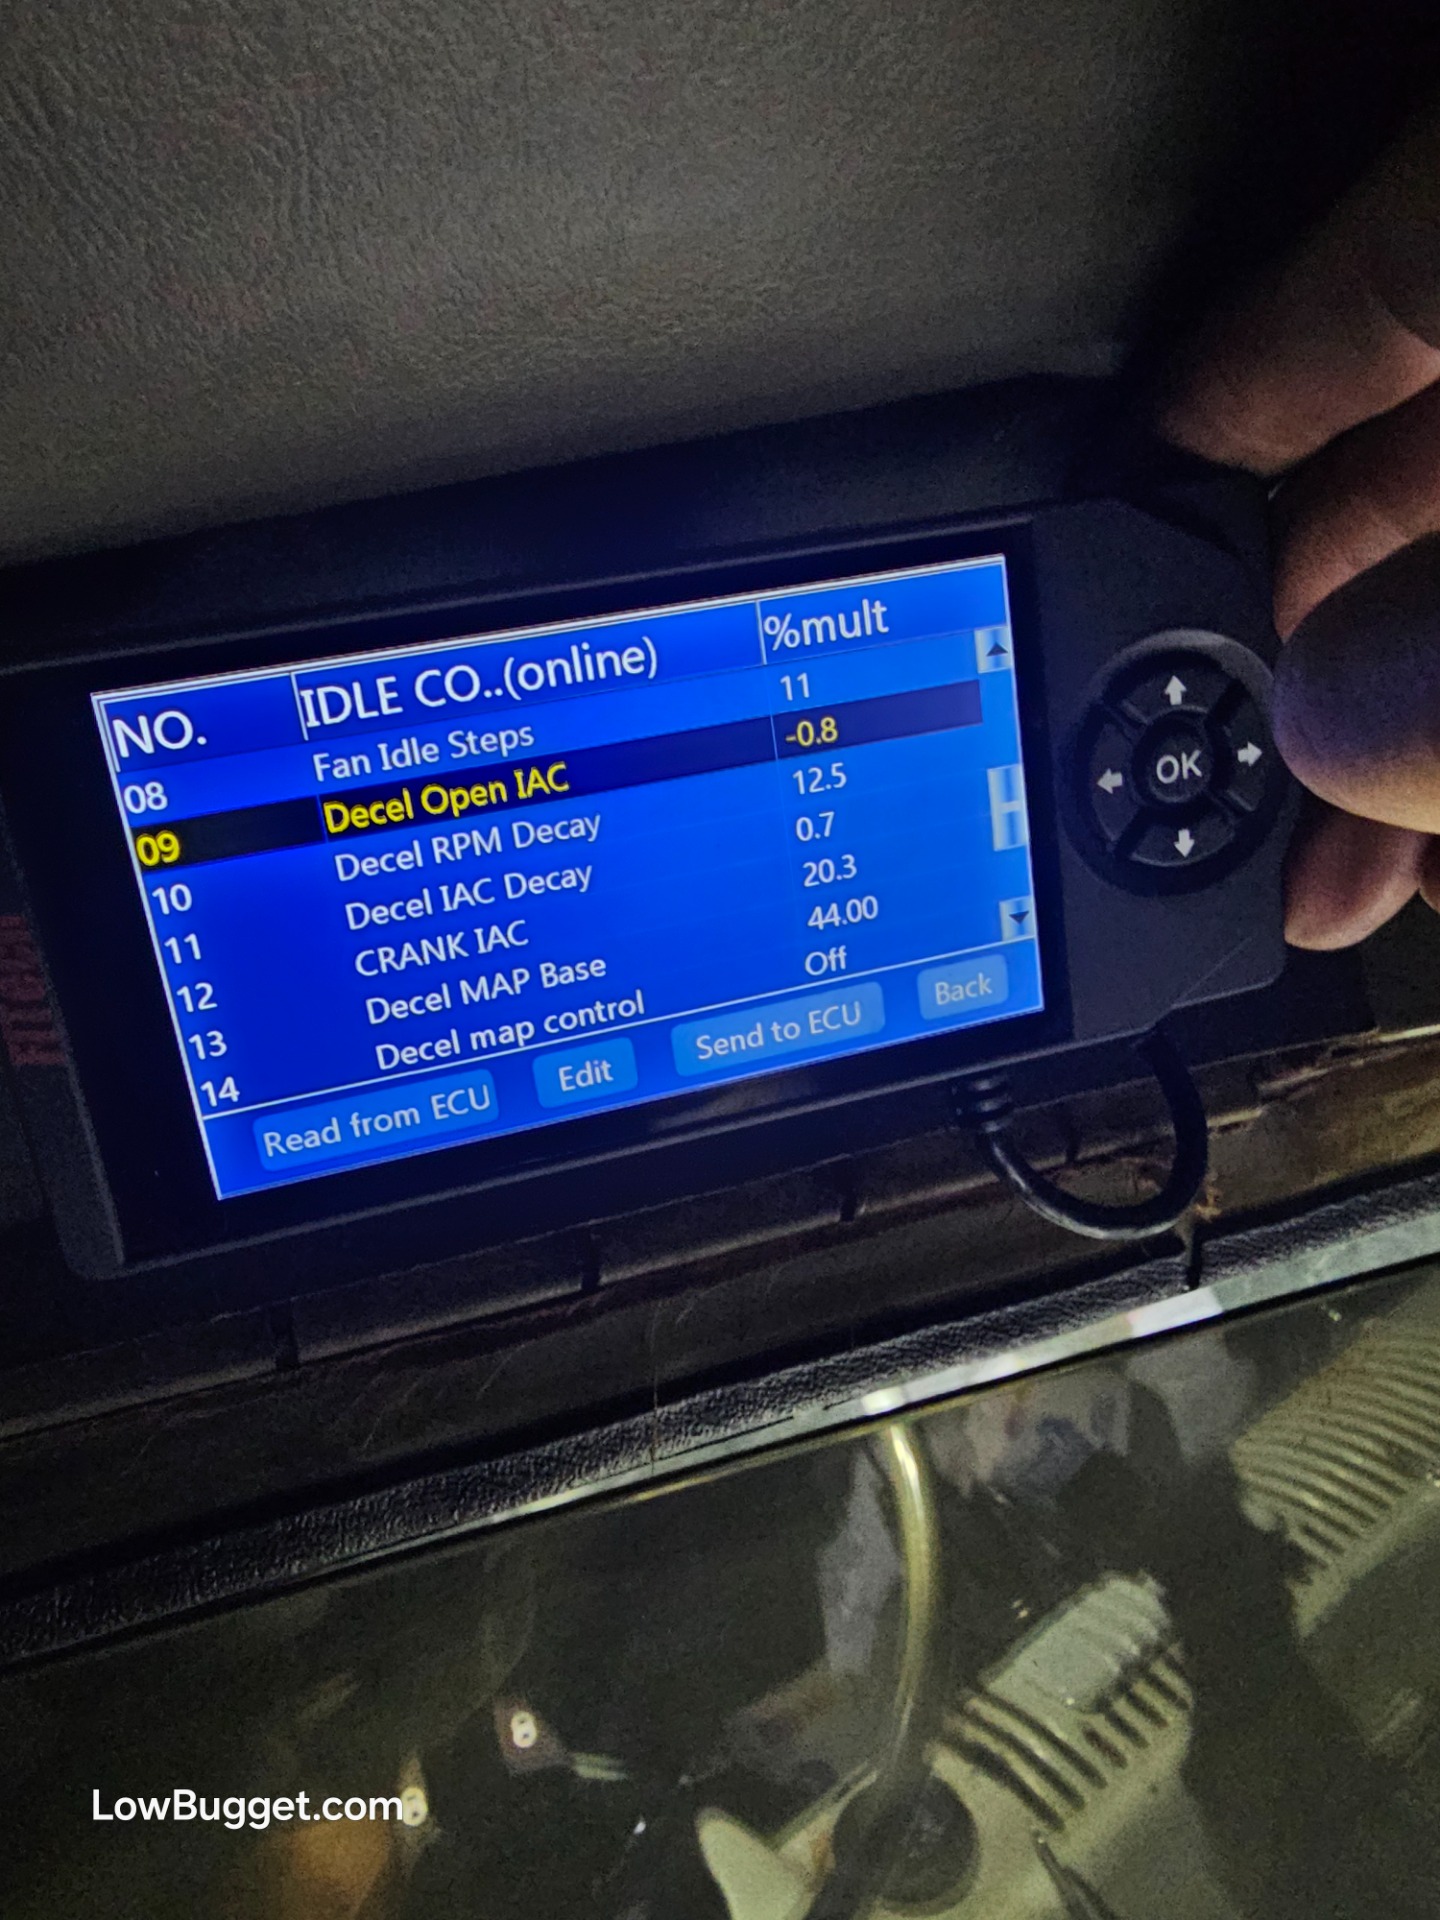 NO. IDLE CO..(online) %mult
08 Fan Idle Steps 11
09 Decel Open IAC -0.8
10 Decel RPM Decay 12.5
11 Decel IAC Decay 0.7
12 CRANK IAC 20.3
13 Decel MAP Base 44.00
14 Decel map control Off
Read from ECU Edit Send to ECU Back
OK
LowBugget.com